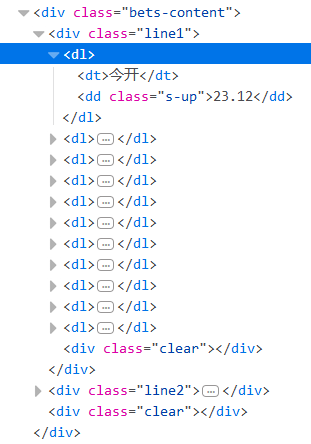 <div class="bets-content">
<div class="line1">
<dl>
<dt>今开</dt>
<dd class="s-up">23.12</dd>
</dl>
<dl>…</dl>
<dl>…</dl>
<dl>…</dl>
<dl>…</dl>
<dl>…</dl>
<dl>…</dl>
<dl>…</dl>
<dl>…</dl>
<dl>…</dl>
<dl>…</dl>
<div class="clear"></div>
</div>
<div class="line2">…</div>
<div class="clear"></div>
</div>